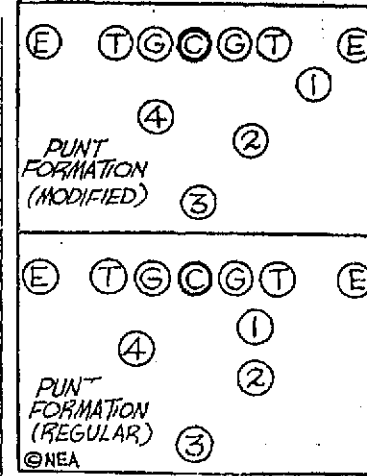 E T G C G T E
1
4
2
PUNT
FORMATION
(MODIFIED)
3
E T G C G T E
1
4
2
PUNT
FORMATION
(REGULAR)
3
©NEA